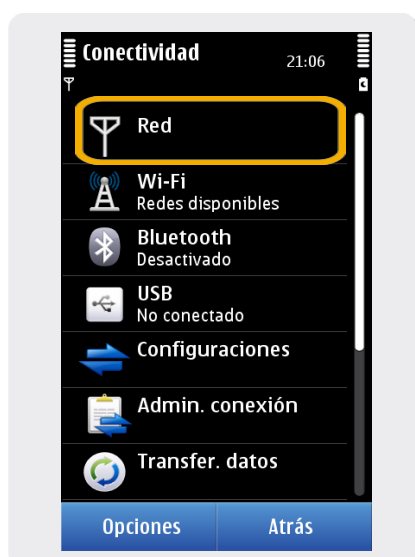 Conectividad
21:06
Red
Wi-Fi
Redes disponibles
Bluetooth
Desactivado
USB
No conectado
Configuraciones
Admin. conexión
Transfer. datos
Opciones
Atrás